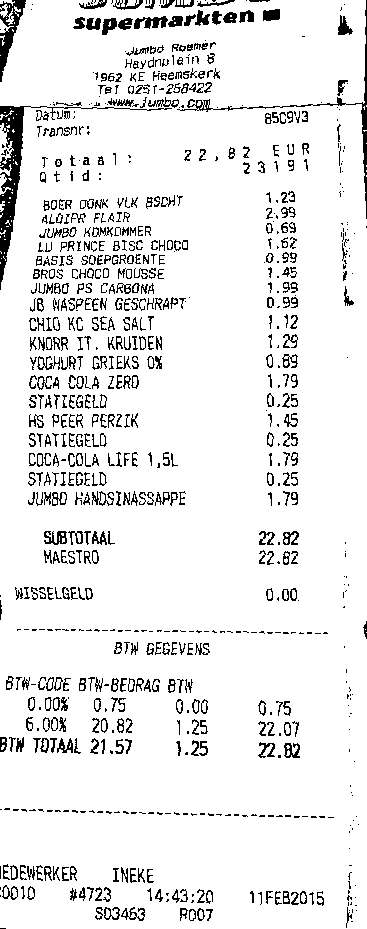 supermarkten
Jumbo Roemer
Haydnplein 8
1962 KE Heemskerk
Tel 0251-258422
www.jumbo.com
Datum: 85C9V3
Transnr:
Totaal: 22,82 EUR
Qtid: 23191
BOER DONK VLK BSCHT 1.23
FLAIR 2.99
JUMBO KOMKOMMER 0.69
LU PRINCE BISC CHOCO 1.62
BASIS SOEPGROENTE 0.99
BROS CHOCO MOUSSE 1.45
JUMBO PS CARBONA 1.99
JB WASPEEN GESCHRAPT 0.99
CHIO KC SEA SALT 1.12
KNORR IT. KRUIDEN 1.29
YOGHURT GRIEKS 0% 0.89
COCA COLA ZERO 1.79
STATIEGELD 0.25
HS PEER PERZIK 1.45
STATIEGELD 0.25
COCA-COLA LIFE 1,5L 1.79
STATIEGELD 0.25
JUMBO HANDSINASSAPPE 1.79
SUBTOTAAL 22.82
MAESTRO 22.82
WISSELGELD 0.00
BTW GEGEVENS
BTW-CODE BTW-BEDRAG BTW
0.00% 0.75 0.00 0.75
6.00% 20.82 1.25 22.07
BTW TOTAAL 21.57 1.25 22.82
MEDEWERKER INEKE
0010 #4723 14:43:20 11FEB2015
S03463 R007